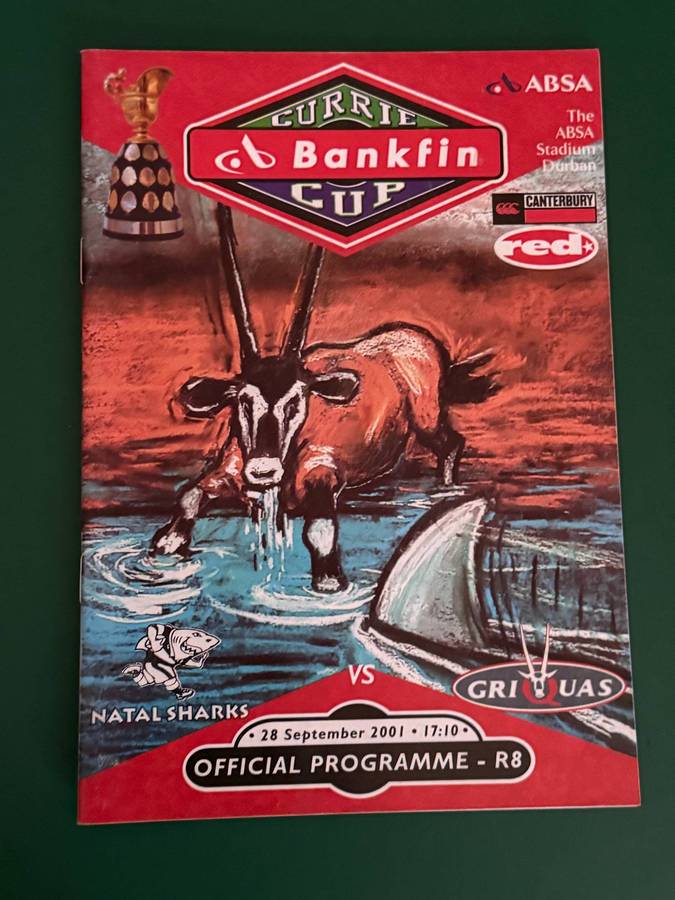 CURRIE
Bankfin
CUP
ABSA
The
ABSA
Stadium
Durban
CANTERBURY
red
VS
NATAL SHARKS
GRIQUAS
• 28 September 2001 • 17:10 •
OFFICIAL PROGRAMME - R8